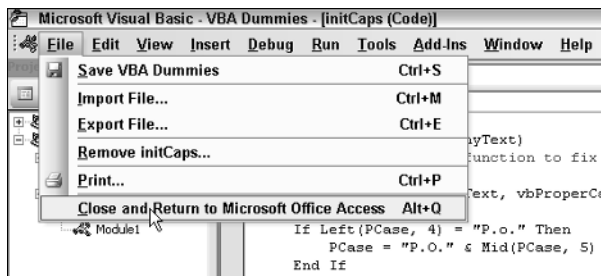 Microsoft Visual Basic - VBA Dummies - [initCaps (Code)]
File Edit View Insert Debug Run Tools Add-Ins Window Help
Save VBA Dummies Ctrl+S
Import File... Ctrl+M
Export File... Ctrl+E
Remove initCaps...
Print... Ctrl+P
Close and Return to Microsoft Office Access Alt+Q
yText)
function to fix
Text, vbProperCa
Module1
If Left(PCase, 4) = "P.o." Then
PCase = "P.O." & Mid(PCase, 5)
End If